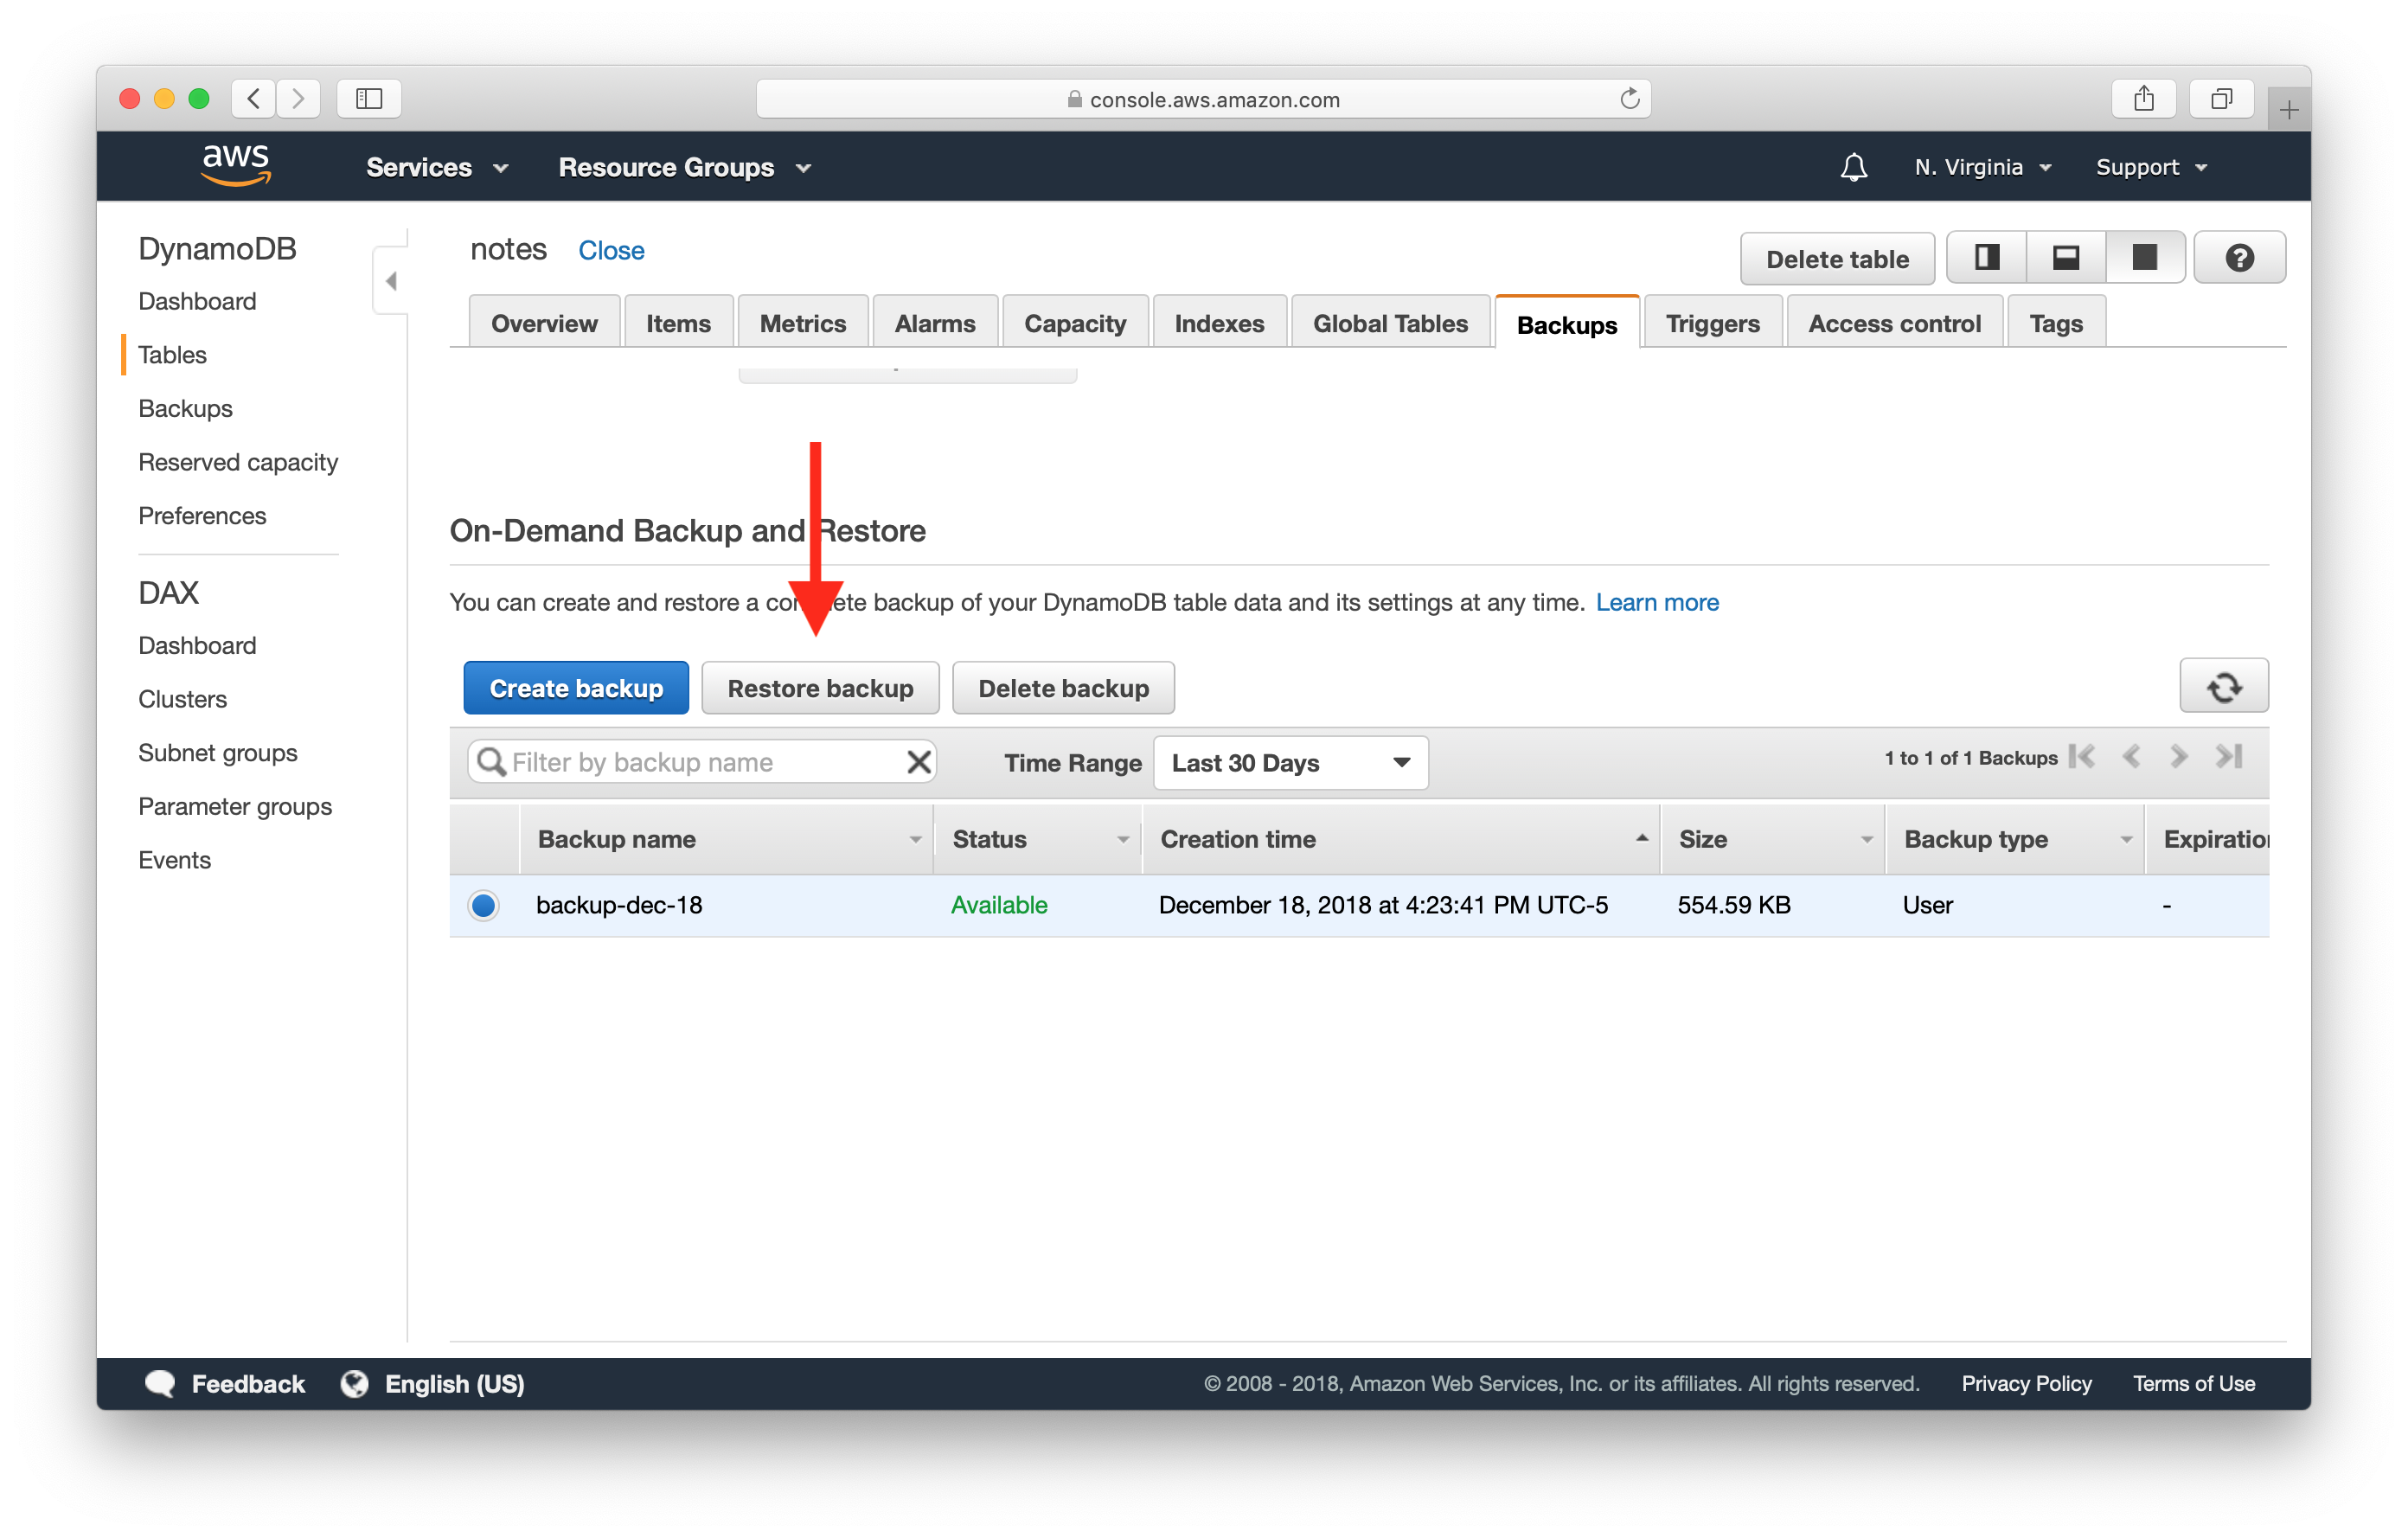 console.aws.amazon.com
aws Services Resource Groups N. Virginia Support
DynamoDB
Dashboard
Tables
Backups
Reserved capacity
Preferences
DAX
Dashboard
Clusters
Subnet groups
Parameter groups
Events
notes Close Delete table
Overview Items Metrics Alarms Capacity Indexes Global Tables Backups Triggers Access control Tags
On-Demand Backup and Restore
You can create and restore a backup of your DynamoDB table data and its settings at any time. Learn more
Create backup Restore backup Delete backup
Filter by backup name Time Range Last 30 Days 1 to 1 of 1 Backups
Backup name Status Creation time Size Backup type
backup-dec-18 Available December 18, 2018 at 4:23:41 PM UTC-5 554.59 KB User -
Feedback English (US) © 2008 - 2018, Amazon Web Services, Inc. or its affiliates. All rights reserved. Privacy Policy Terms of Use